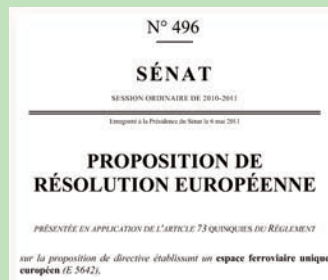 N° 496
SÉNAT
SESSION ORDINAIRE DE 2010-2011
Enregistré à la Présidence du Sénat le 6 mai 2011
PROPOSITION DE
RÉSOLUTION EUROPÉENNE
PRÉSENTÉE EN APPLICATION DE L'ARTICLE 73 QUINQUIES DU RÈGLEMENT
sur la proposition de directive établissant un espace ferroviaire unique
européen (E 5642),